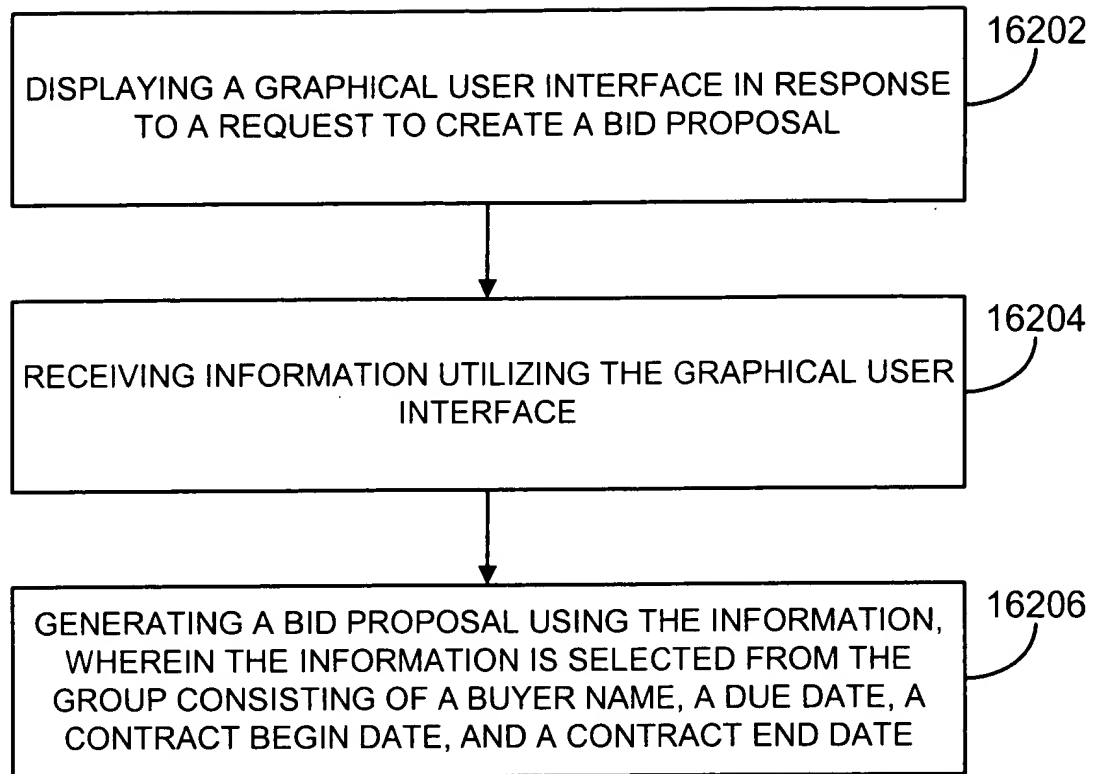 16202
DISPLAYING A GRAPHICAL USER INTERFACE IN RESPONSE
TO A REQUEST TO CREATE A BID PROPOSAL
16204
RECEIVING INFORMATION UTILIZING THE GRAPHICAL USER
INTERFACE
16206
GENERATING A BID PROPOSAL USING THE INFORMATION,
WHEREIN THE INFORMATION IS SELECTED FROM THE
GROUP CONSISTING OF A BUYER NAME, A DUE DATE, A
CONTRACT BEGIN DATE, AND A CONTRACT END DATE